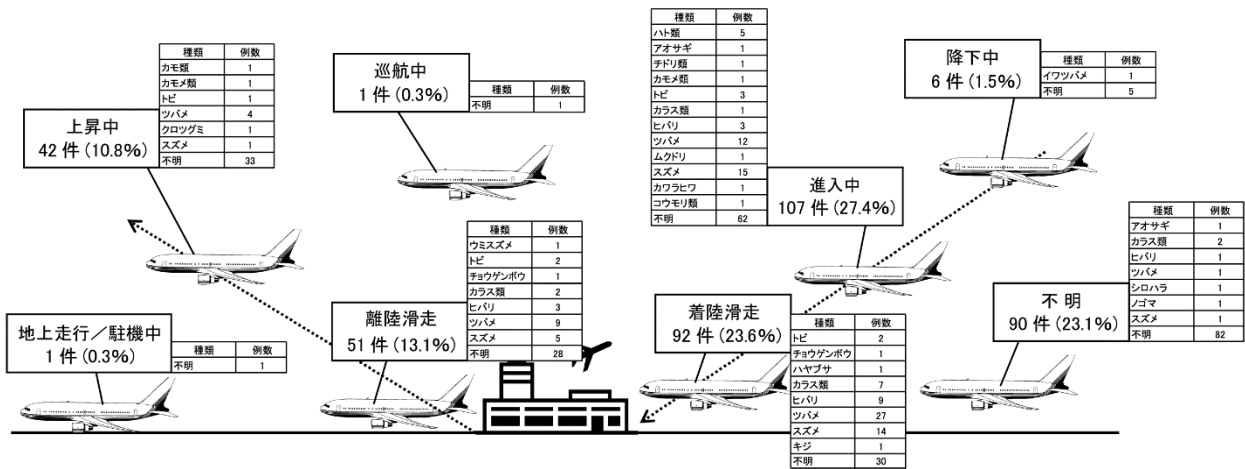 上昇中
42 件 (10.8%)
種類 例数
カモ類 1
カモメ類 1
トビ 1
ツバメ 4
クロツグミ 1
スズメ 1
不明 33
巡航中
1 件 (0.3%)
種類 例数
不明 1
種類 例数
ハト類 5
アオサギ 1
チドリ類 1
カモメ類 1
トビ 3
カラス類 1
ヒバリ 3
ツバメ 12
ムクドリ 1
スズメ 15
カワラヒワ 1
コウモリ類 1
不明 62
進入中
107 件 (27.4%)
降下中
6 件 (1.5%)
種類 例数
イワツバメ 1
不明 5
地上走行／駐機中
1 件 (0.3%)
種類 例数
不明 1
離陸滑走
51 件 (13.1%)
種類 例数
ウミスズメ 1
トビ 2
チョウゲンボウ 1
カラス類 2
ヒバリ 3
ツバメ 9
スズメ 5
不明 28
着陸滑走
92 件 (23.6%)
種類 例数
トビ 2
チョウゲンボウ 1
ハヤブサ 1
カラス類 7
ヒバリ 9
ツバメ 27
スズメ 14
キジ 1
不明 30
不 明
90 件 (23.1%)
種類 例数
アオサギ 1
カラス類 2
ヒバリ 1
ツバメ 1
シロハラ 1
ノゴマ 1
スズメ 1
不明 82